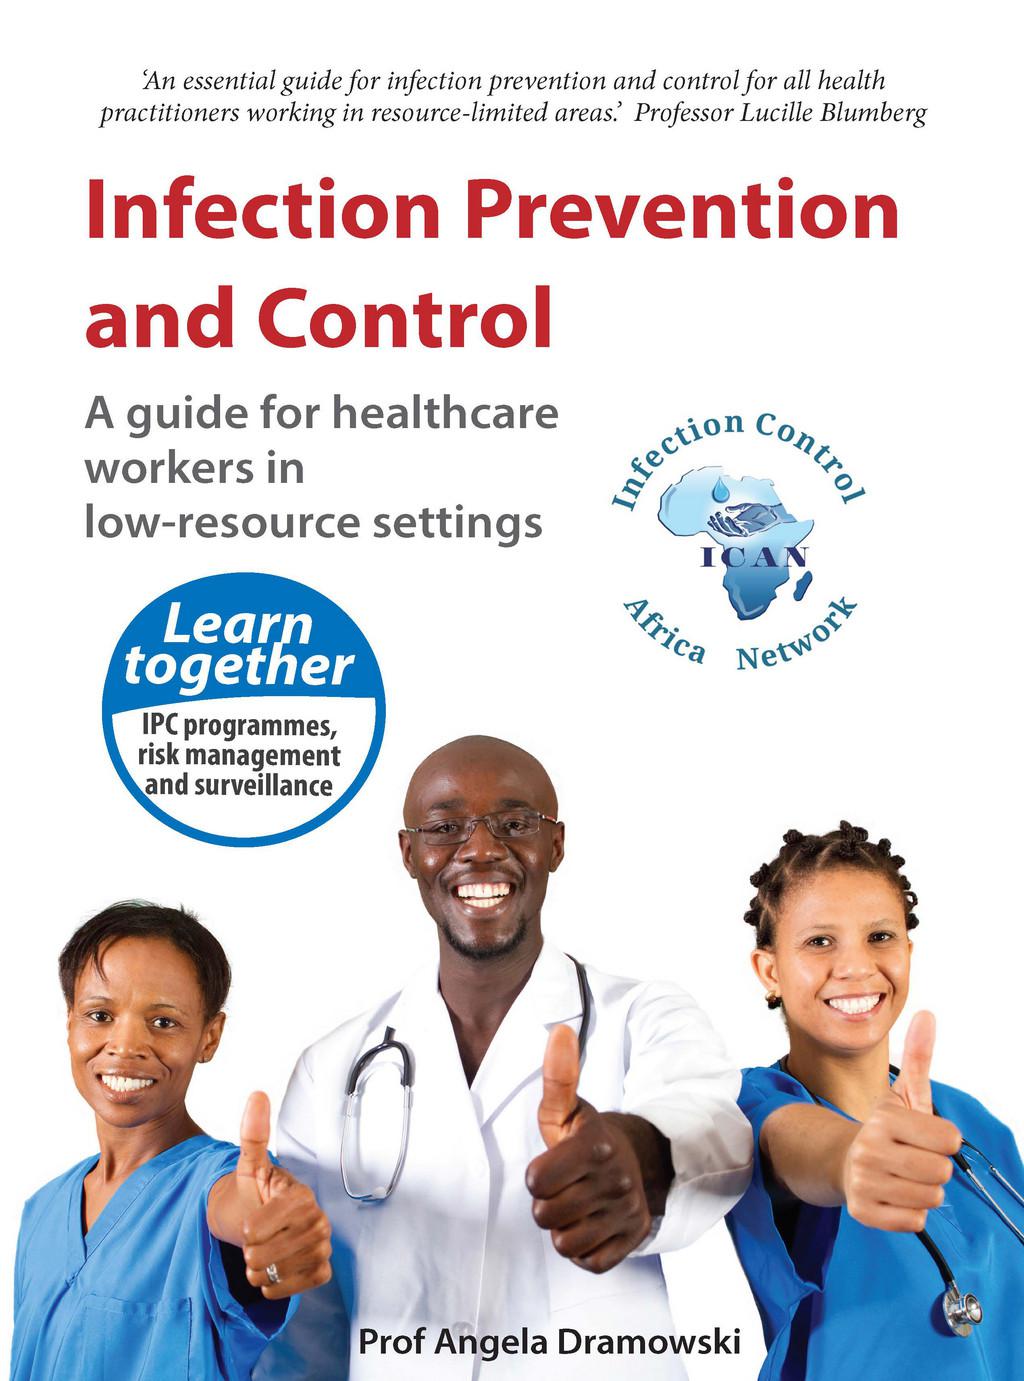 ‘An essential guide for infection prevention and control for all health
practitioners working in resource-limited areas.’ Professor Lucille Blumberg
Infection Prevention
and Control
A guide for healthcare
workers in
low-resource settings
Infection Control
ICAN
Africa Network
Learn
together
IPC programmes,
risk management
and surveillance
Prof Angela Dramowski